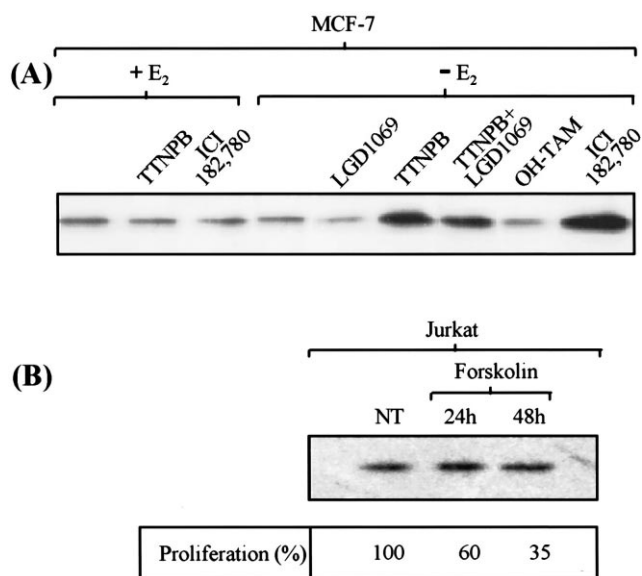 MCF-7
(A)
+ E₂
- E₂
TTNPB
ICI
182,780
LGD1069
TTNPB
TTNPB+
LGD1069
OH-TAM
ICI
182,780
Jurkat
(B)
Forskolin
NT 24h 48h
Proliferation (%) 100 60 35